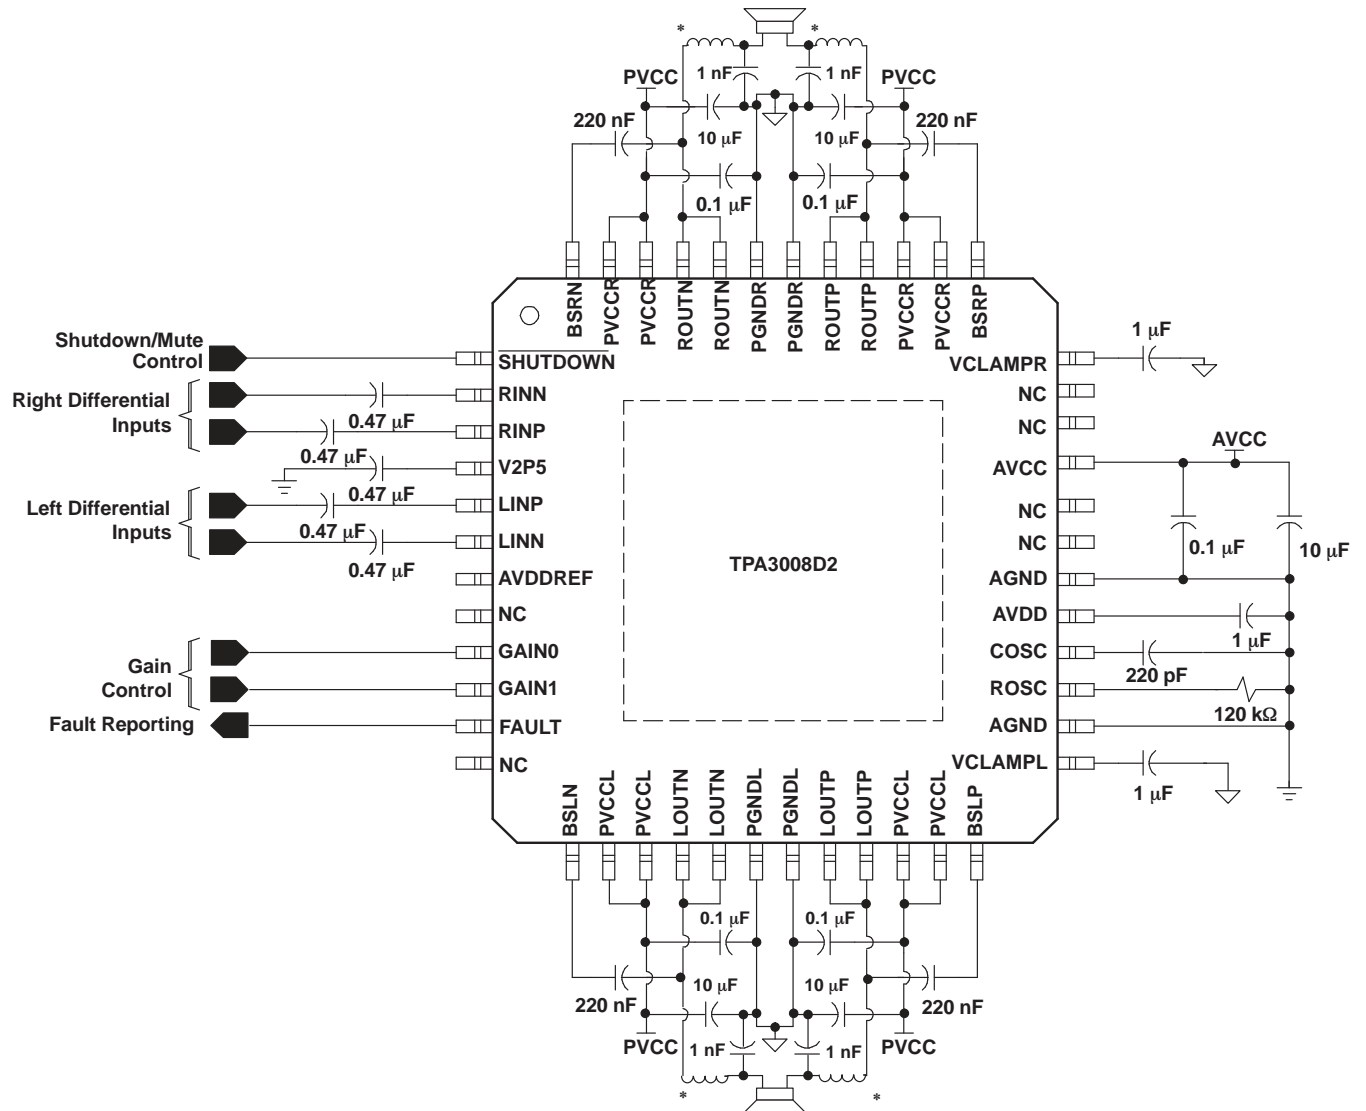 *
*
1 nF
1 nF
PVCC
PVCC
220 nF
10 μF
10 μF
220 nF
0.1 μF
0.1 μF
BSRN
PVCCR
PVCCR
ROUTN
ROUTN
PGNDR
PGNDR
ROUTP
ROUTP
PVCCR
PVCCR
BSRP
Shutdown/Mute
Control
SHUTDOWN
Right Differential
Inputs
RINN
0.47 μF
RINP
0.47 μF
V2P5
0.47 μF
Left Differential
Inputs
LINP
0.47 μF
LINN
0.47 μF
AVDDREF
NC
Gain
Control
GAIN0
GAIN1
Fault Reporting
FAULT
NC
TPA3008D2
VCLAMPR
1 μF
NC
NC
AVCC
AVCC
NC
NC
0.1 μF
10 μF
AGND
AVDD
1 μF
COSC
220 pF
ROSC
120 kΩ
AGND
VCLAMPL
1 μF
BSLN
PVCCL
PVCCL
LOUTN
LOUTN
PGNDL
PGNDL
LOUTP
LOUTP
PVCCL
PVCCL
BSLP
0.1 μF
0.1 μF
220 nF
10 μF
10 μF
220 nF
PVCC
1 nF
1 nF
PVCC
*
*